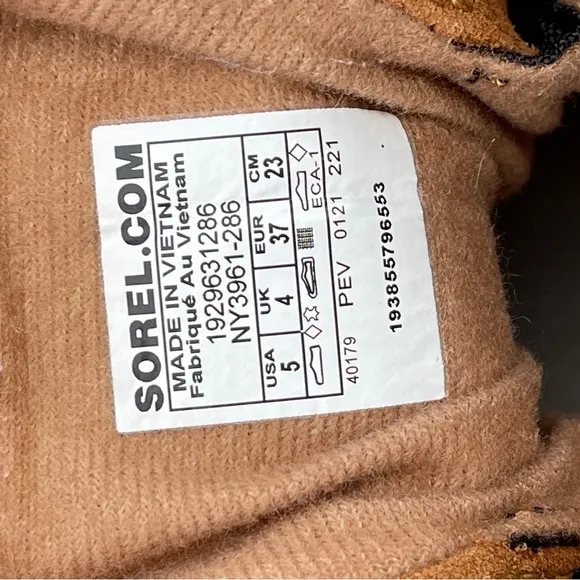 SOREL.COM
MADE IN VIETNAM
Fabriqué Au Vietnam
1929631286
NY3961-286
USA UK EUR CM
5 4 37 23
ECA-1
40179 PEV 0121 221
193855796553